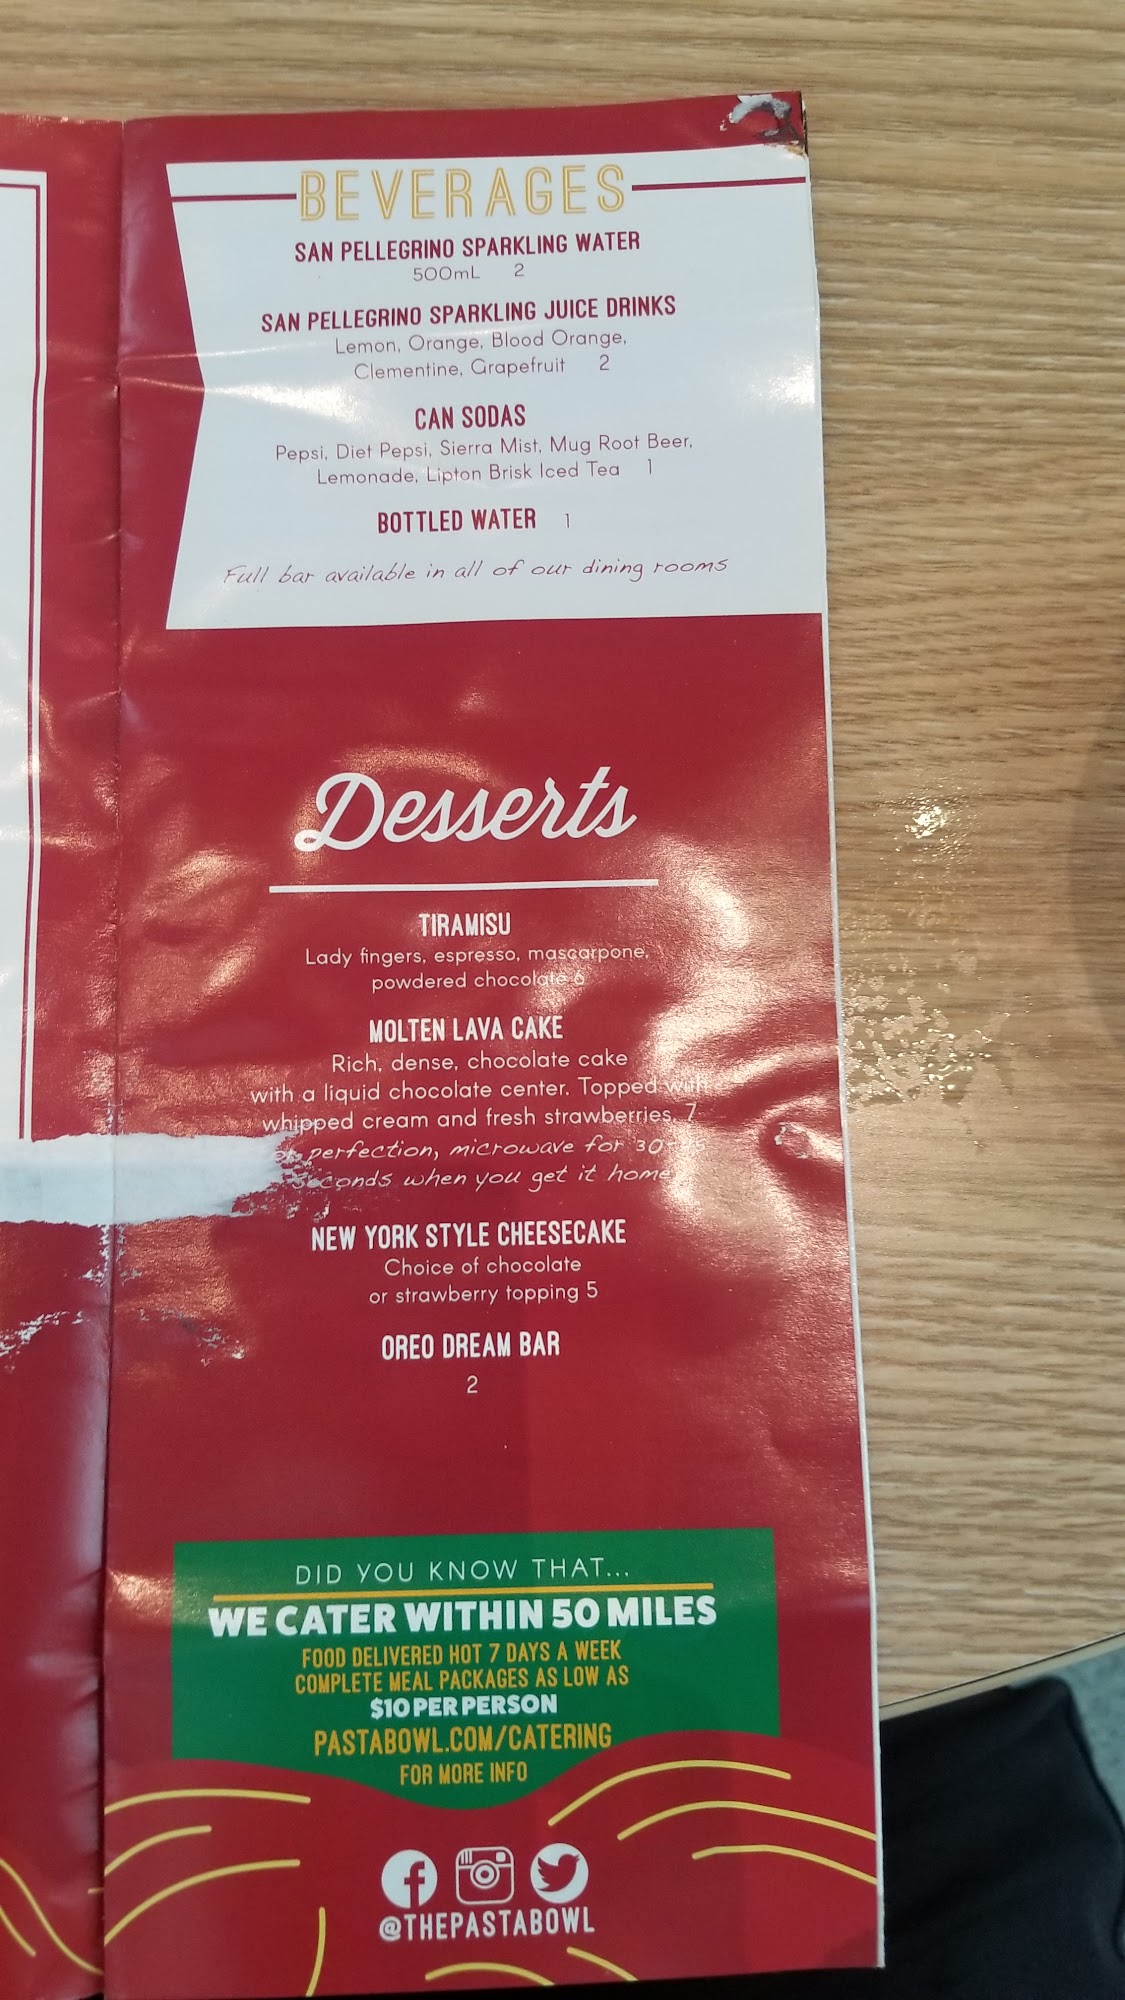 BEVERAGES
SAN PELLEGRINO SPARKLING WATER
500mL 2
SAN PELLEGRINO SPARKLING JUICE DRINKS
Lemon, Orange, Blood Orange,
Clementine, Grapefruit 2
CAN SODAS
Pepsi, Diet Pepsi, Sierra Mist, Mug Root Beer,
Lemonade, Lipton Brisk Iced Tea 1
BOTTLED WATER 1
Full bar available in all of our dining rooms
Desserts
TIRAMISU
Lady fingers, espresso, mascarpone,
powdered chocolate 6
MOLTEN LAVA CAKE
Rich, dense, chocolate cake
with a liquid chocolate center. Topped with
whipped cream and fresh strawberries. 7
perfection, microwave for
seconds when you get it home
NEW YORK STYLE CHEESECAKE
Choice of chocolate
or strawberry topping 5
OREO DREAM BAR
2
DID YOU KNOW THAT...
WE CATER WITHIN 50 MILES
FOOD DELIVERED HOT 7 DAYS A WEEK
COMPLETE MEAL PACKAGES AS LOW AS
$10 PER PERSON
PASTABOWL.COM/CATERING
FOR MORE INFO
@THEPASTABOWL